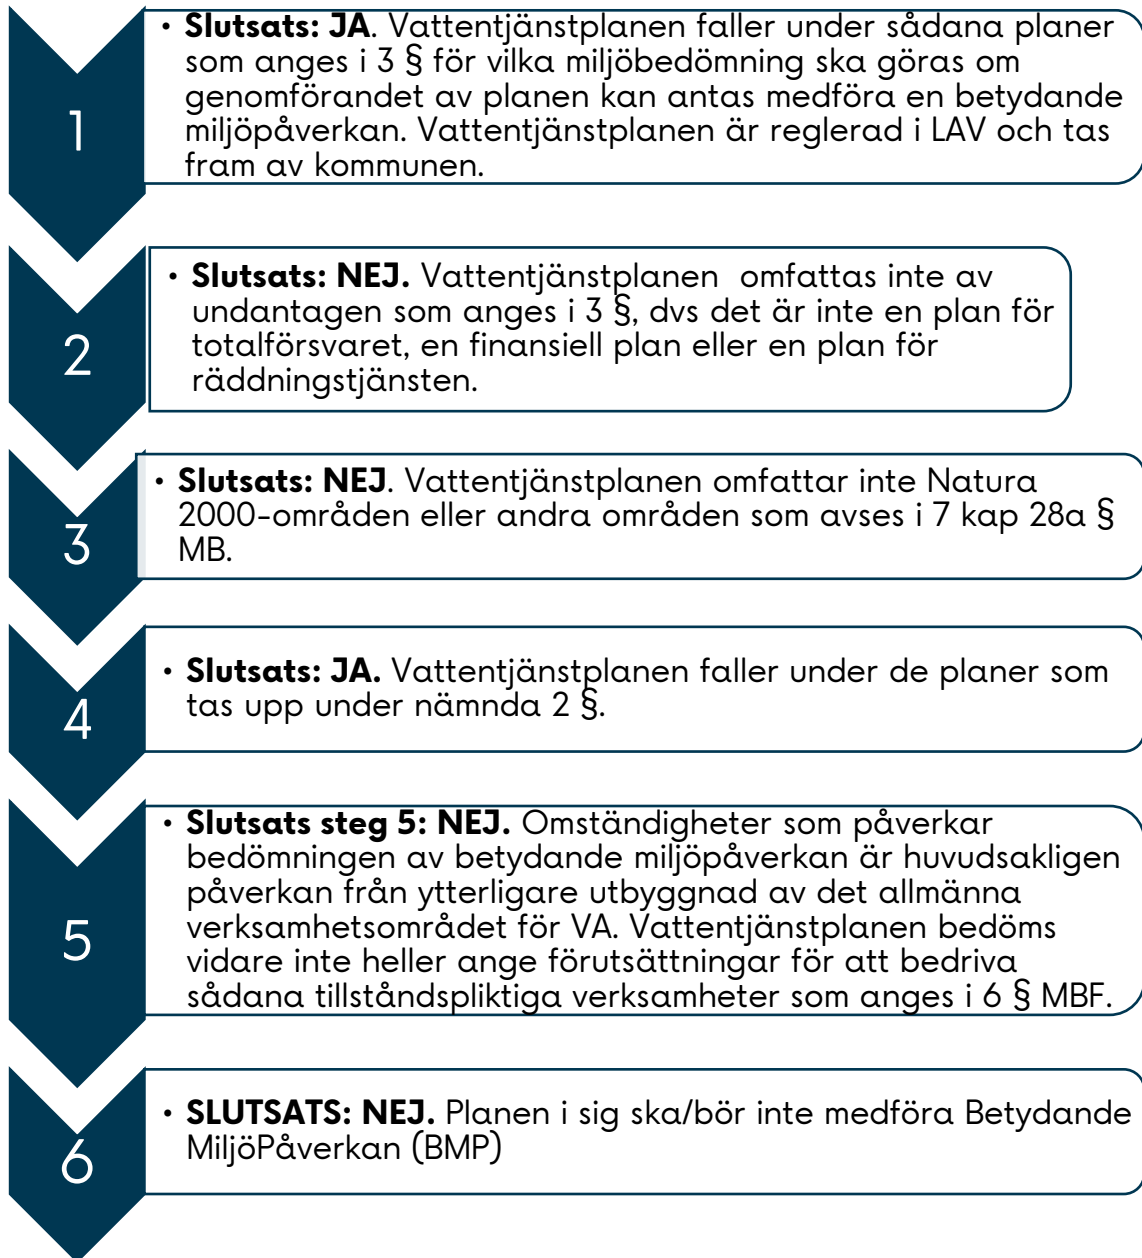 1
• Slutsats: JA. Vattentjänstplanen faller under sådana planer
som anges i 3 § för vilka miljöbedömning ska göras om
genomförandet av planen kan antas medföra en betydande
miljöpåverkan. Vattentjänstplanen är reglerad i LAV och tas
fram av kommunen.
2
• Slutsats: NEJ. Vattentjänstplanen  omfattas inte av
undantagen som anges i 3 §, dvs det är inte en plan för
totalförsvaret, en finansiell plan eller en plan för
räddningstjänsten.
3
• Slutsats: NEJ. Vattentjänstplanen omfattar inte Natura
2000-områden eller andra områden som avses i 7 kap 28a §
MB.
4
• Slutsats: JA. Vattentjänstplanen faller under de planer som
tas upp under nämnda 2 §.
5
• Slutsats steg 5: NEJ. Omständigheter som påverkar
bedömningen av betydande miljöpåverkan är huvudsakligen
påverkan från ytterligare utbyggnad av det allmänna
verksamhetsområdet för VA. Vattentjänstplanen bedöms
vidare inte heller ange förutsättningar för att bedriva
sådana tillståndspliktiga verksamheter som anges i 6 § MBF.
6
• SLUTSATS: NEJ. Planen i sig ska/bör inte medföra Betydande
MiljöPåverkan (BMP)